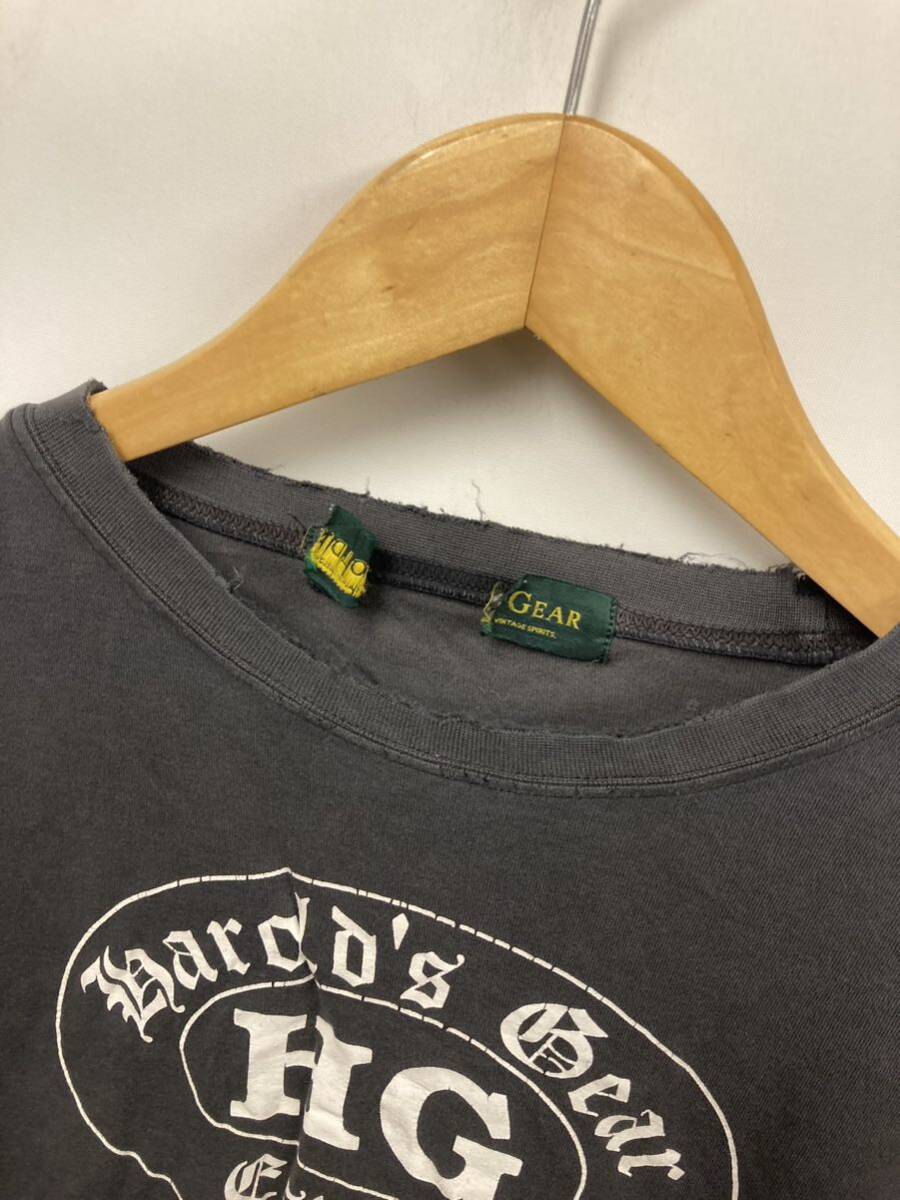 GEAR
VINTAGE SPIRITS.
Harold's Gear
HG